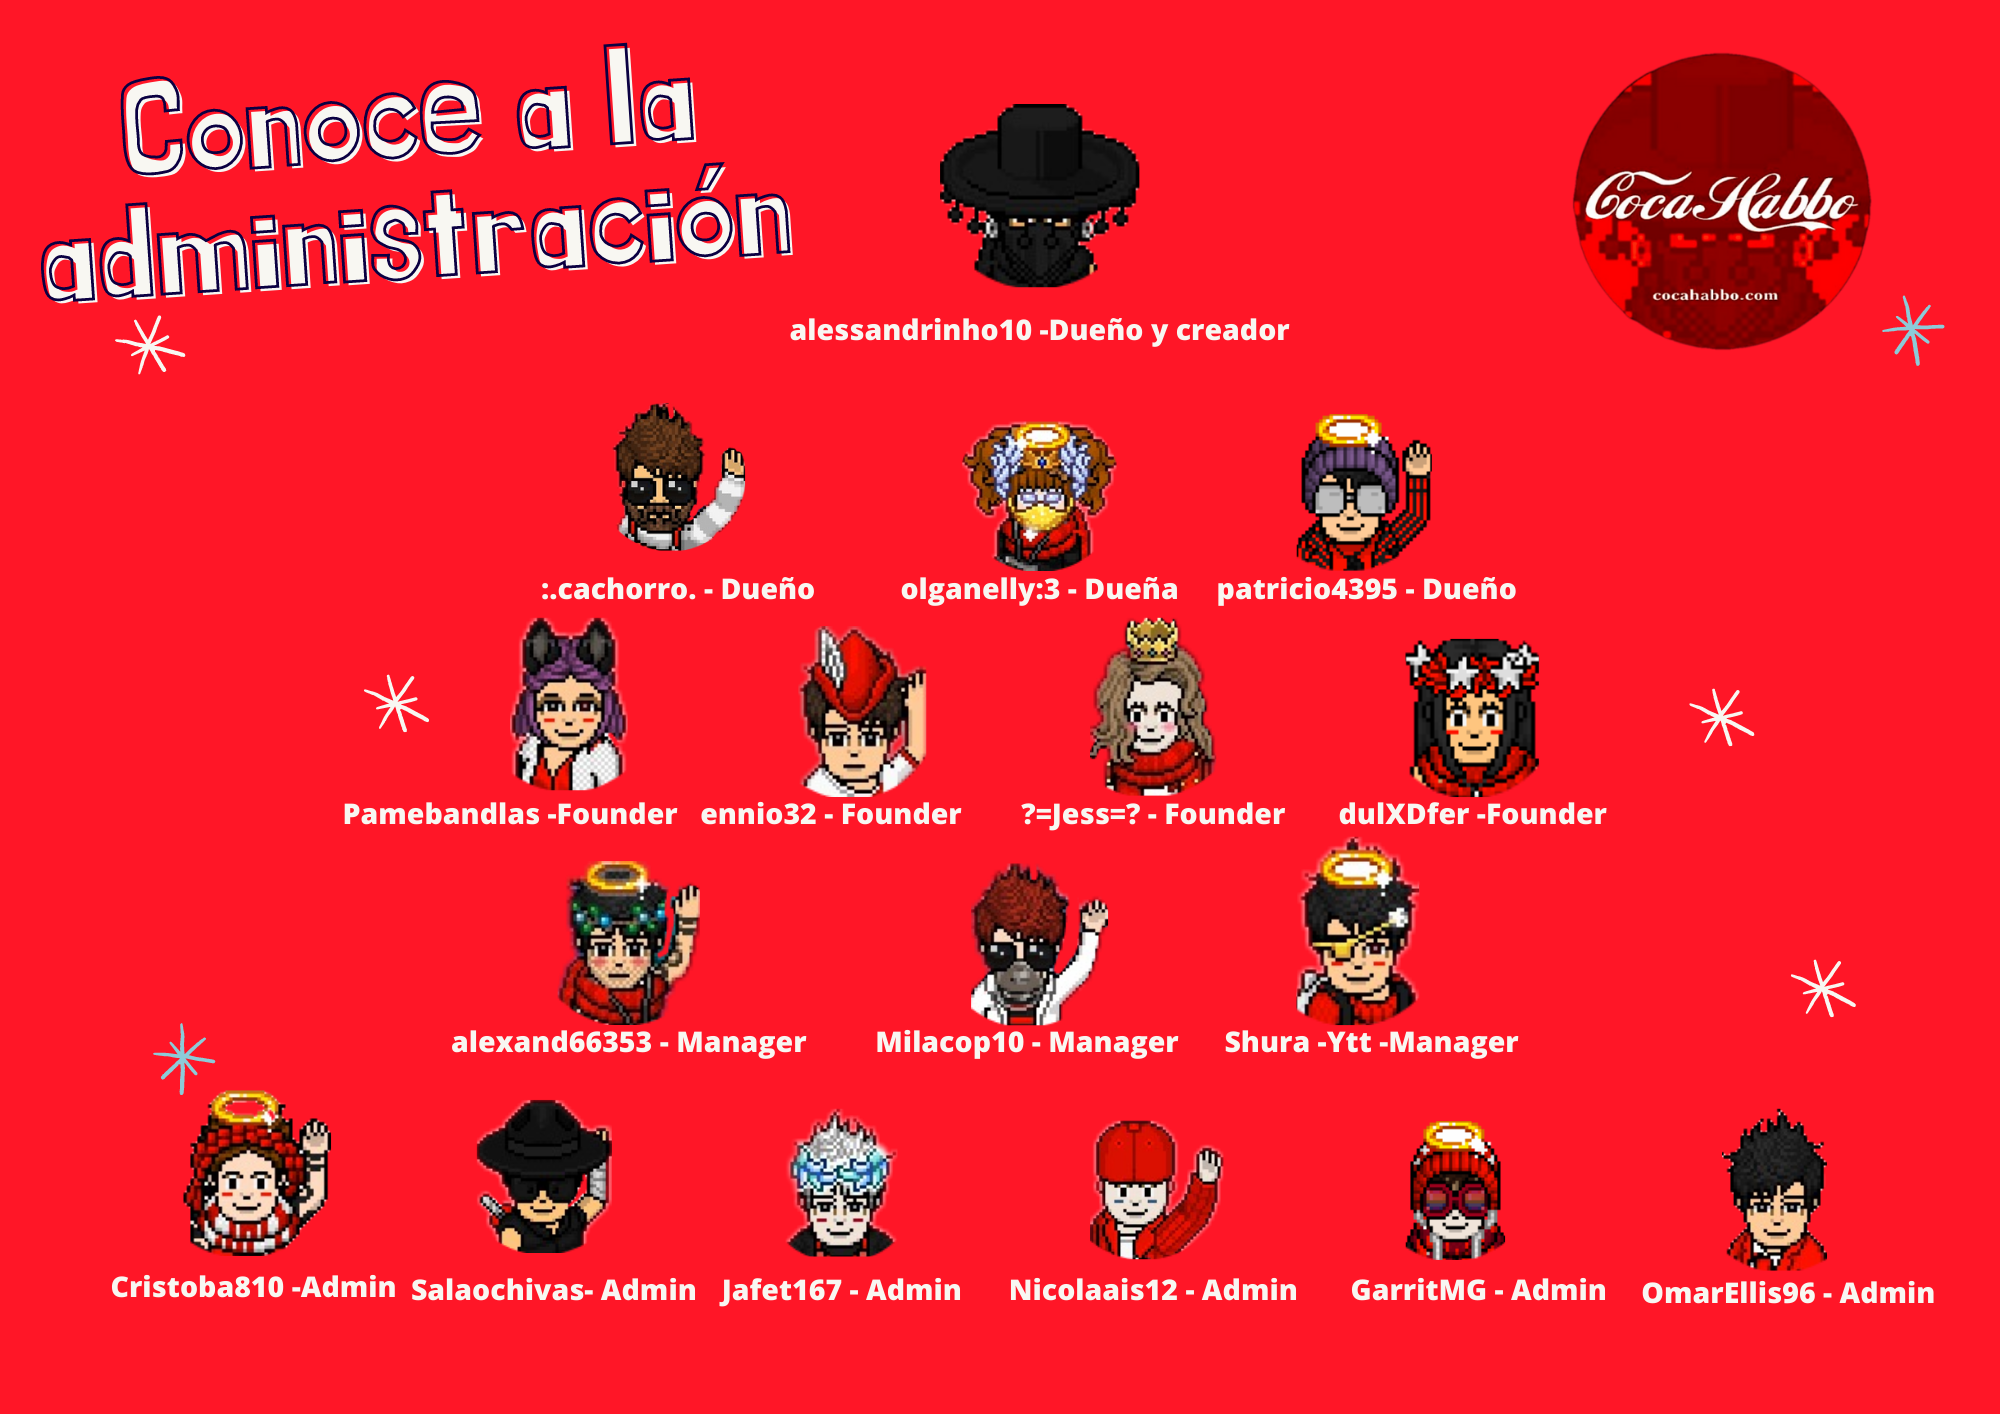 Conoce a la
administración
CocaHabbo
cocahabbo.com
alessandrinho10 -Dueño y creador
:.cachorro. - Dueño
olganelly:3 - Dueña
patricio4395 - Dueño
Pamebandlas -Founder
ennio32 - Founder
?=Jess=? - Founder
dulXDfer -Founder
alexand66353 - Manager
Milacop10 - Manager
Shura -Ytt -Manager
Cristoba810 -Admin
Salaochivas- Admin
Jafet167 - Admin
Nicolaais12 - Admin
GarritMG - Admin
OmarEllis96 - Admin